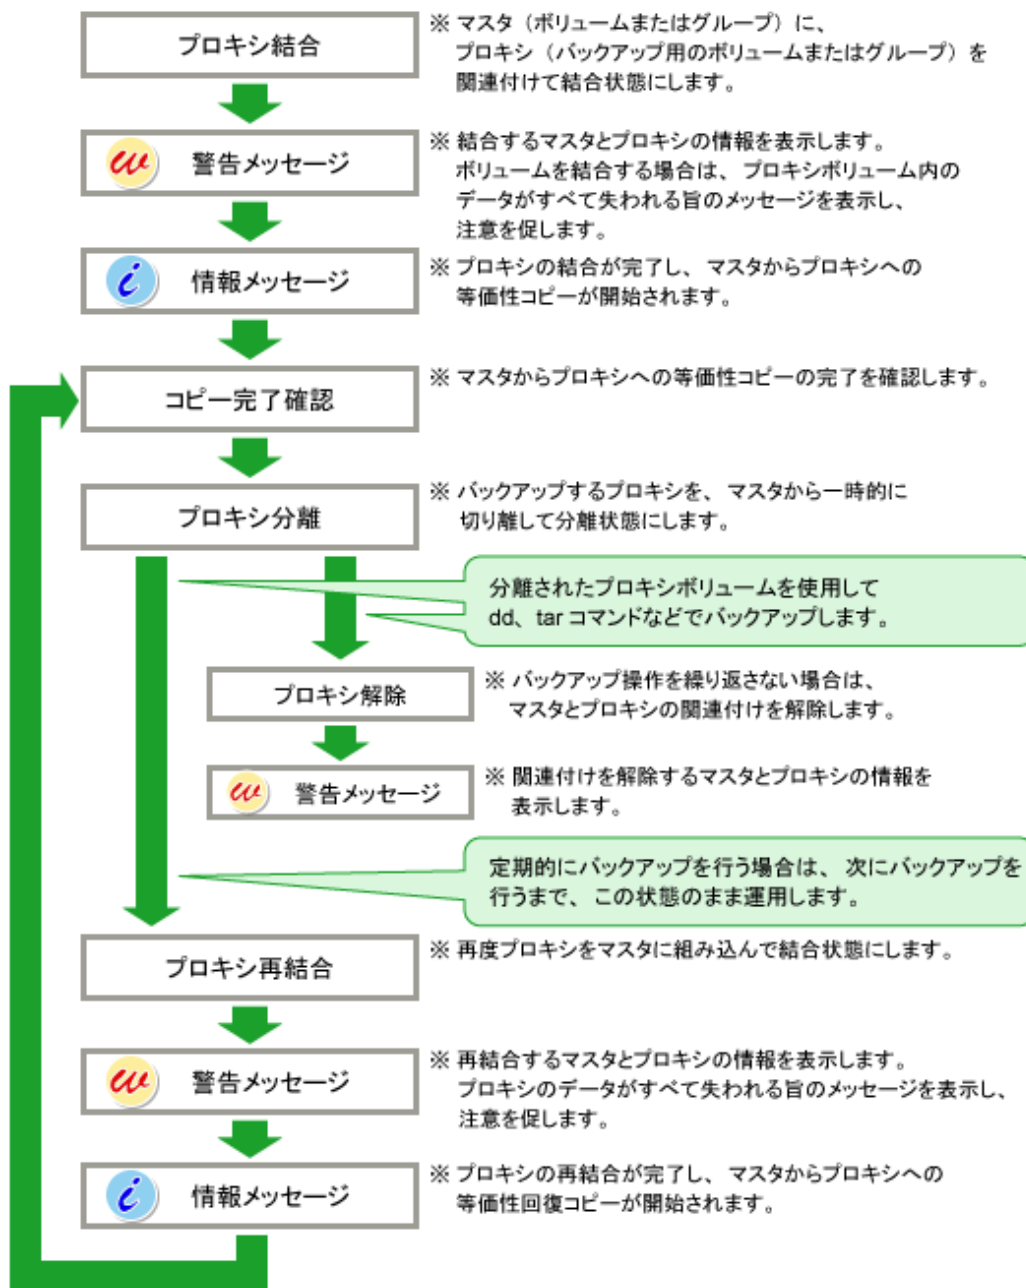 プロキシ結合
※ マスタ（ボリュームまたはグループ）に、
プロキシ（バックアップ用のボリュームまたはグループ）を
関連付けて結合状態にします。
w 警告メッセージ
※ 結合するマスタとプロキシの情報を表示します。
ボリュームを結合する場合は、プロキシボリューム内の
データがすべて失われる旨のメッセージを表示し、
注意を促します。
i 情報メッセージ
※ プロキシの結合が完了し、マスタからプロキシへの
等価性コピーが開始されます。
コピー完了確認
※ マスタからプロキシへの等価性コピーの完了を確認します。
プロキシ分離
※ バックアップするプロキシを、マスタから一時的に
切り離して分離状態にします。
分離されたプロキシボリュームを使用して
dd、tar コマンドなどでバックアップします。
プロキシ解除
※ バックアップ操作を繰り返さない場合は、
マスタとプロキシの関連付けを解除します。
w 警告メッセージ
※ 関連付けを解除するマスタとプロキシの情報を
表示します。
定期的にバックアップを行う場合は、次にバックアップを
行うまで、この状態のまま運用します。
プロキシ再結合
※ 再度プロキシをマスタに組み込んで結合状態にします。
w 警告メッセージ
※ 再結合するマスタとプロキシの情報を表示します。
プロキシのデータがすべて失われる旨のメッセージを表示し、
注意を促します。
i 情報メッセージ
※ プロキシの再結合が完了し、マスタからプロキシへの
等価性回復コピーが開始されます。